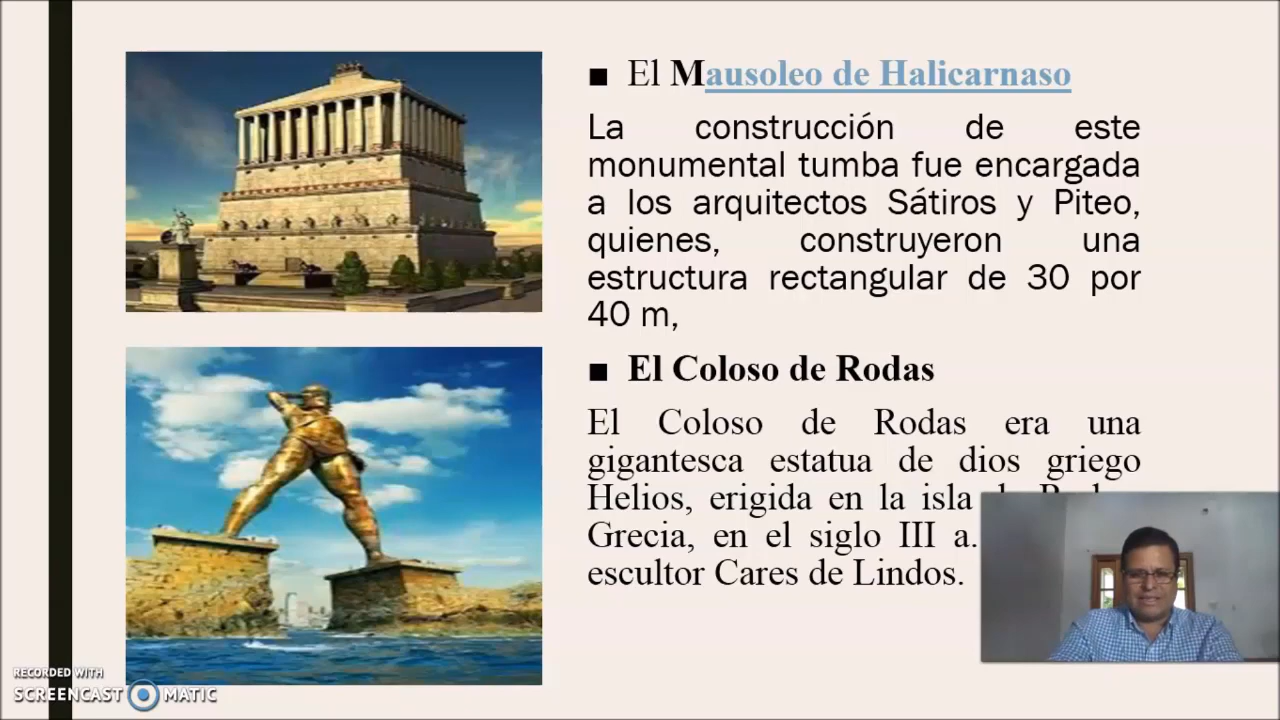 ■ El Mausoleo de Halicarnaso
La construcción de este
monumental tumba fue encargada
a los arquitectos Sátiros y Piteo,
quienes, construyeron una
estructura rectangular de 30 por
40 m,
■ El Coloso de Rodas
El Coloso de Rodas era una
gigantesca estatua de dios griego
Helios, erigida en la isla
Grecia, en el siglo III a.
escultor Cares de Lindos.
RECORDED WITH
SCREENCAST MATIC